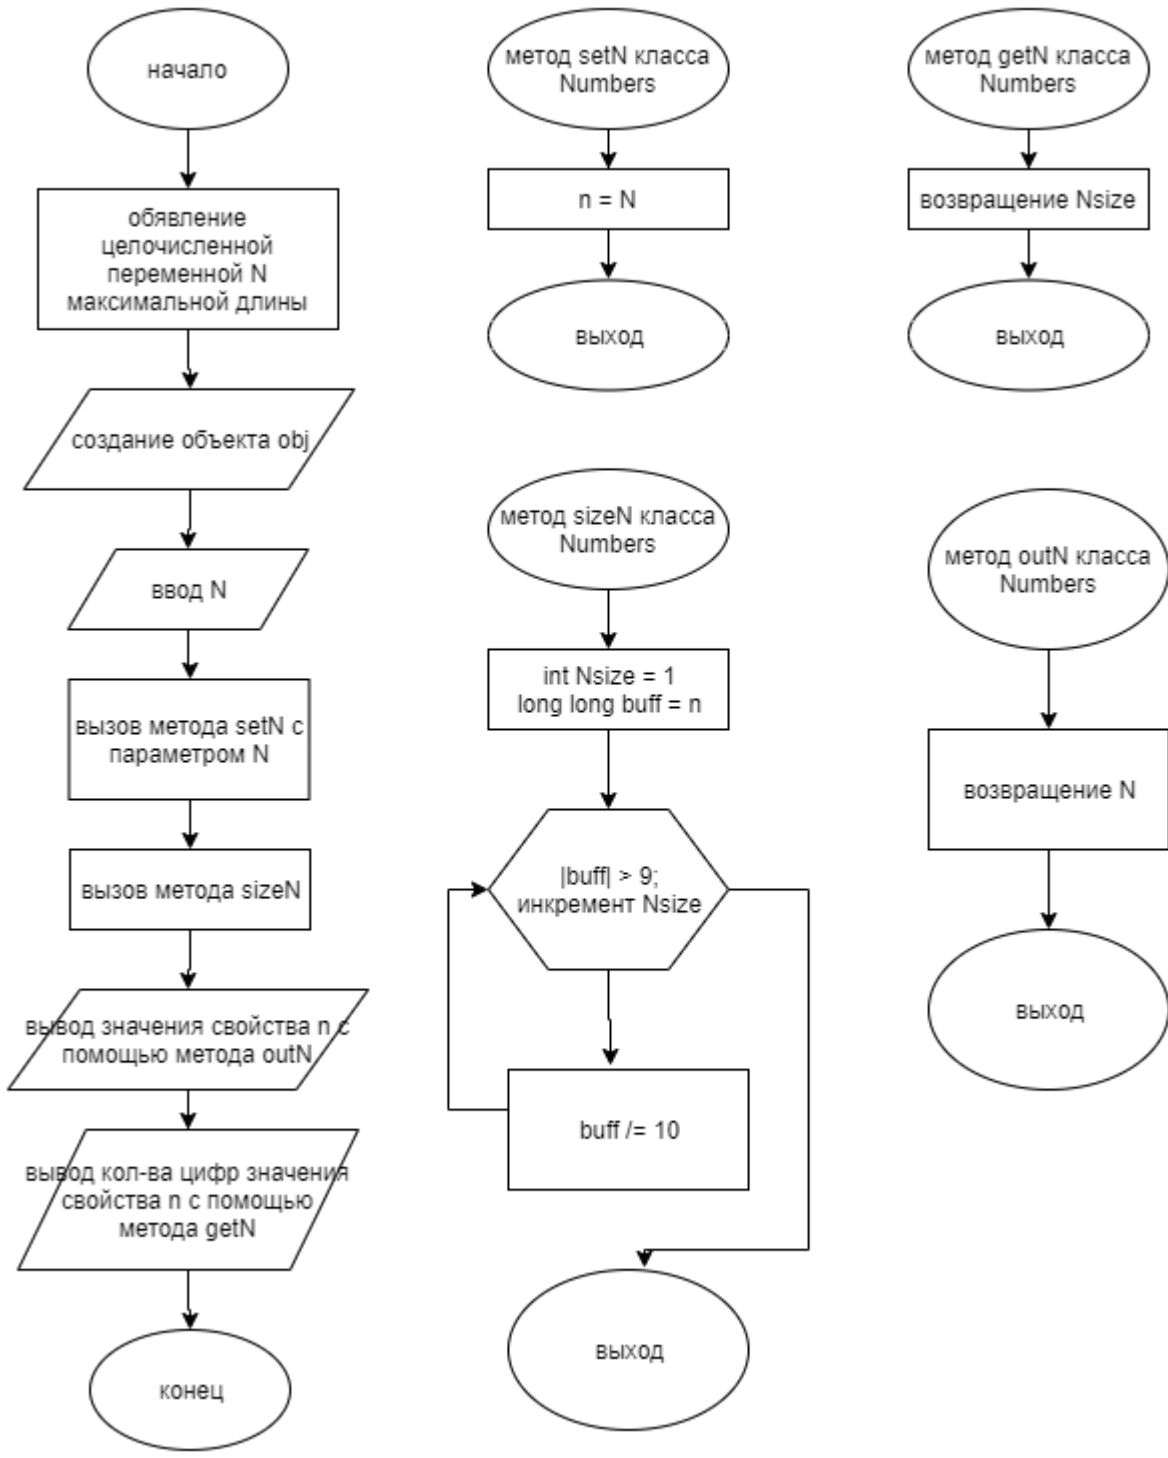 начало
обявление
целочисленной
переменной N
максимальной длины
создание объекта obj
ввод N
вызов метода setN с
параметром N
вызов метода sizeN
вывод значения свойства n с
помощью метода outN
вывод кол-ва цифр значения
свойства n с помощью
метода getN
конец
метод setN класса
Numbers
n = N
выход
метод sizeN класса
Numbers
int Nsize = 1
long long buff = n
|buff| > 9;
инкремент Nsize
buff /= 10
выход
метод getN класса
Numbers
возвращение Nsize
выход
метод outN класса
Numbers
возвращение N
выход